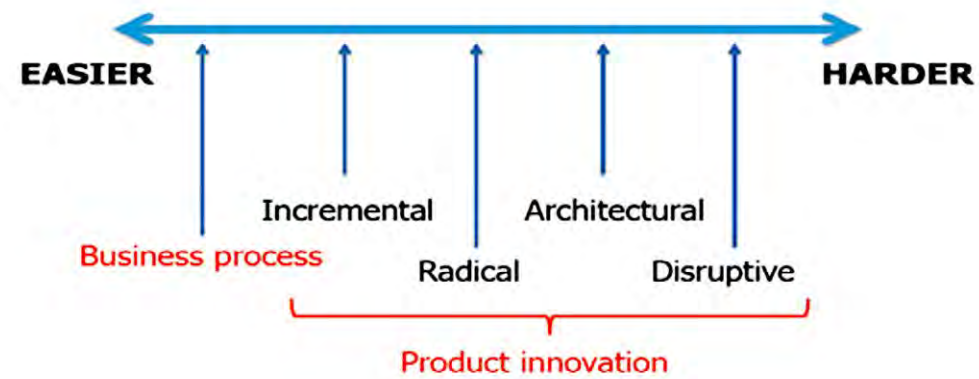 EASIER
HARDER
Incremental
Architectural
Business process
Radical
Disruptive
Product innovation